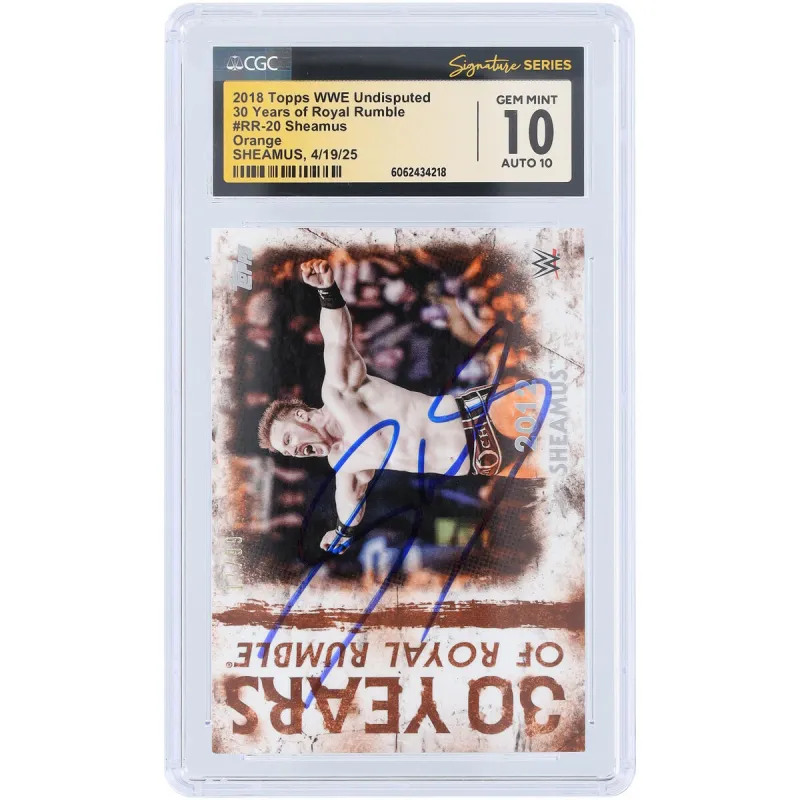 CGC
Signature SERIES
2018 Topps WWE Undisputed
30 Years of Royal Rumble
#RR-20 Sheamus
Orange
SHEAMUS, 4/19/25
6062434218
GEM MINT
10
AUTO 10
Topps
W
2012
SHEAMUS
30 YEARS
OF ROYAL RUMBLE®